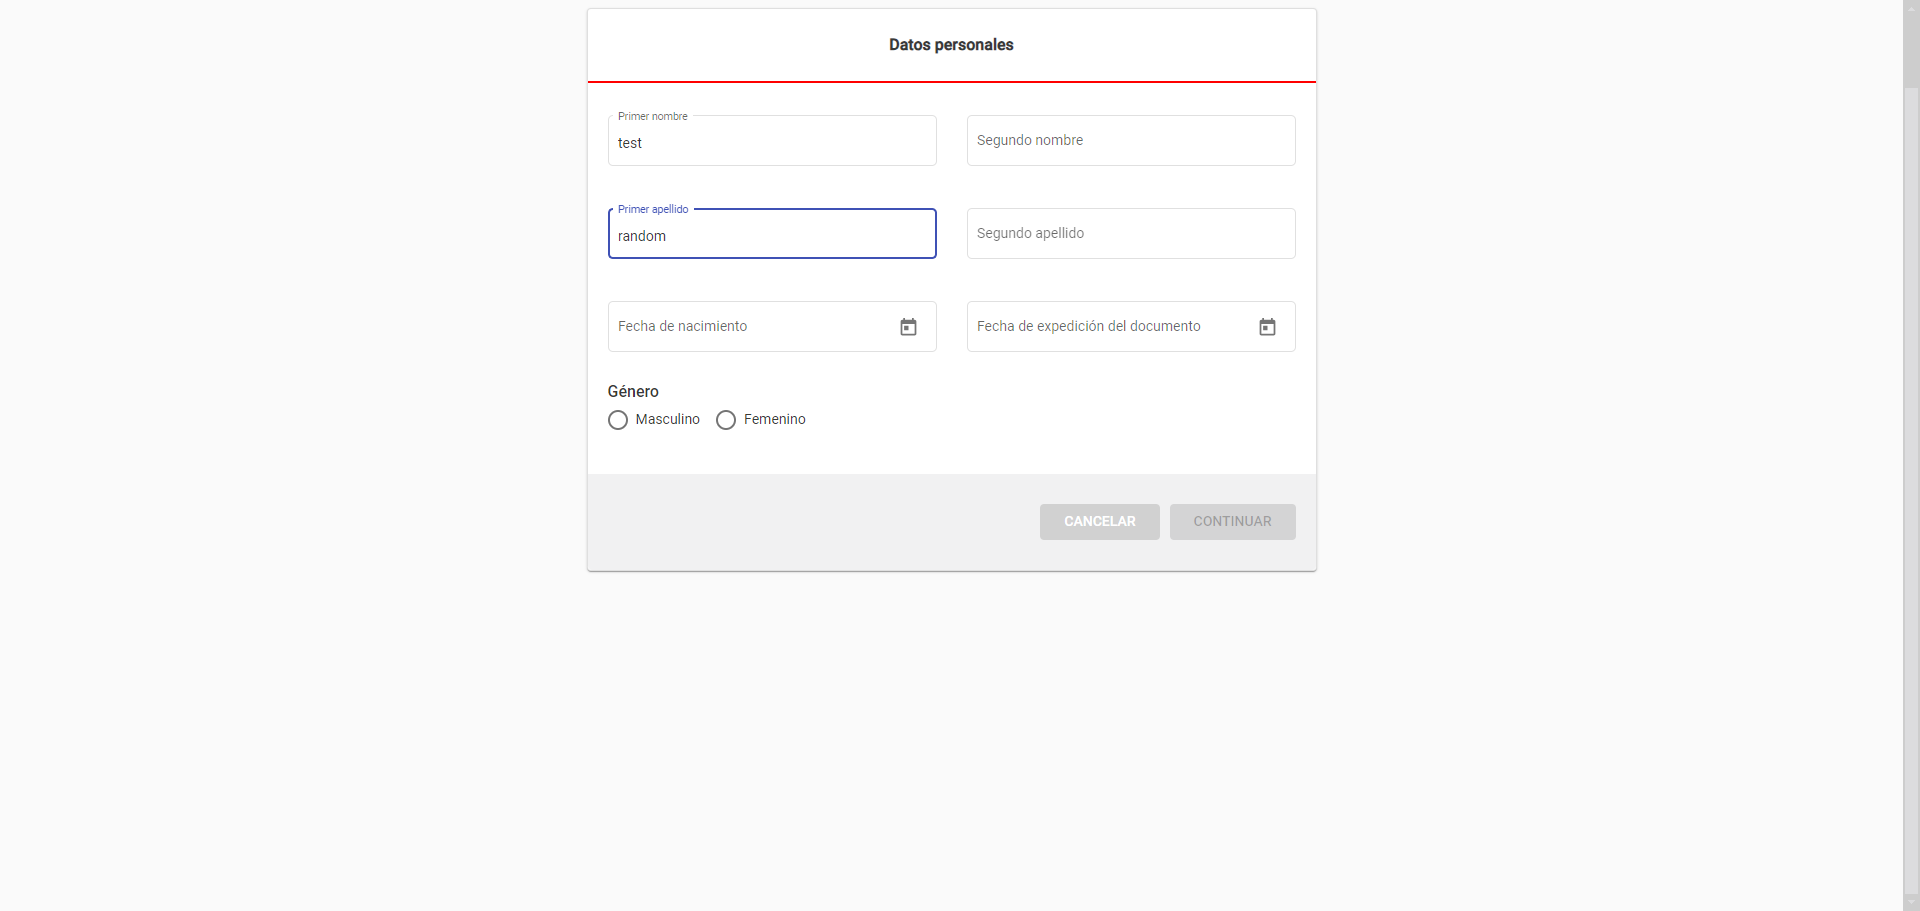 Datos personales
Primer nombre
test
Segundo nombre
Primer apellido
random
Segundo apellido
Fecha de nacimiento
Fecha de expedición del documento
Género
Masculino
Femenino
CANCELAR
CONTINUAR